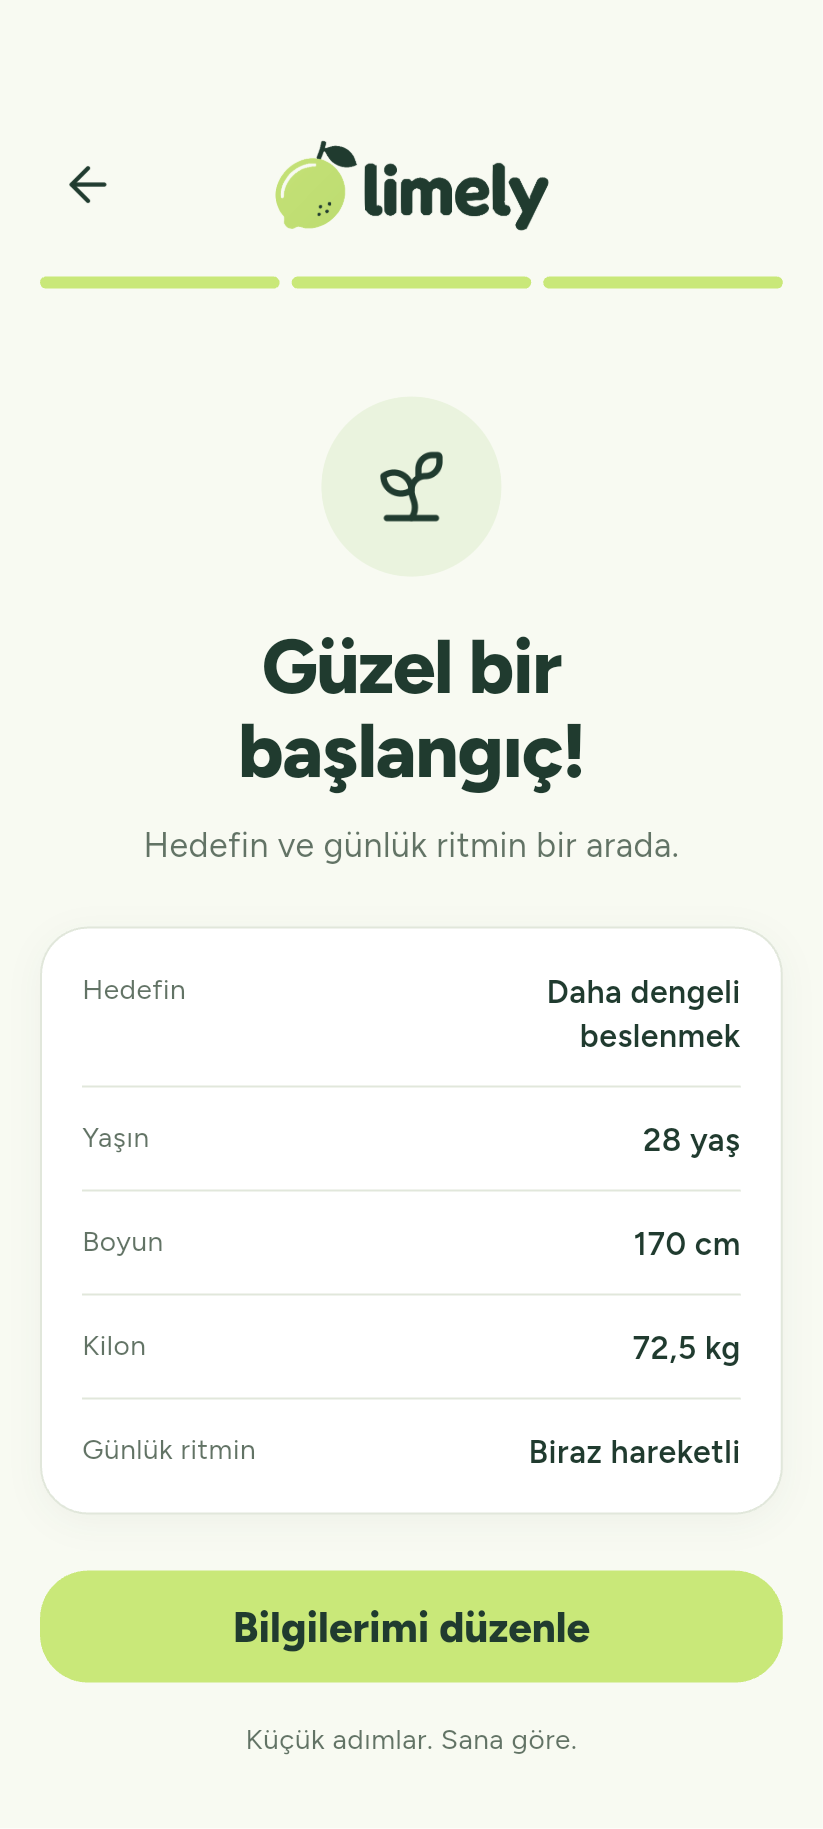 limely
Güzel bir
başlangıç!
Hedefin ve günlük ritmin bir arada.
Hedefin Daha dengeli
beslenmek
Yaşın 28 yaş
Boyun 170 cm
Kilon 72,5 kg
Günlük ritmin Biraz hareketli
Bilgilerimi düzenle
Küçük adımlar. Sana göre.